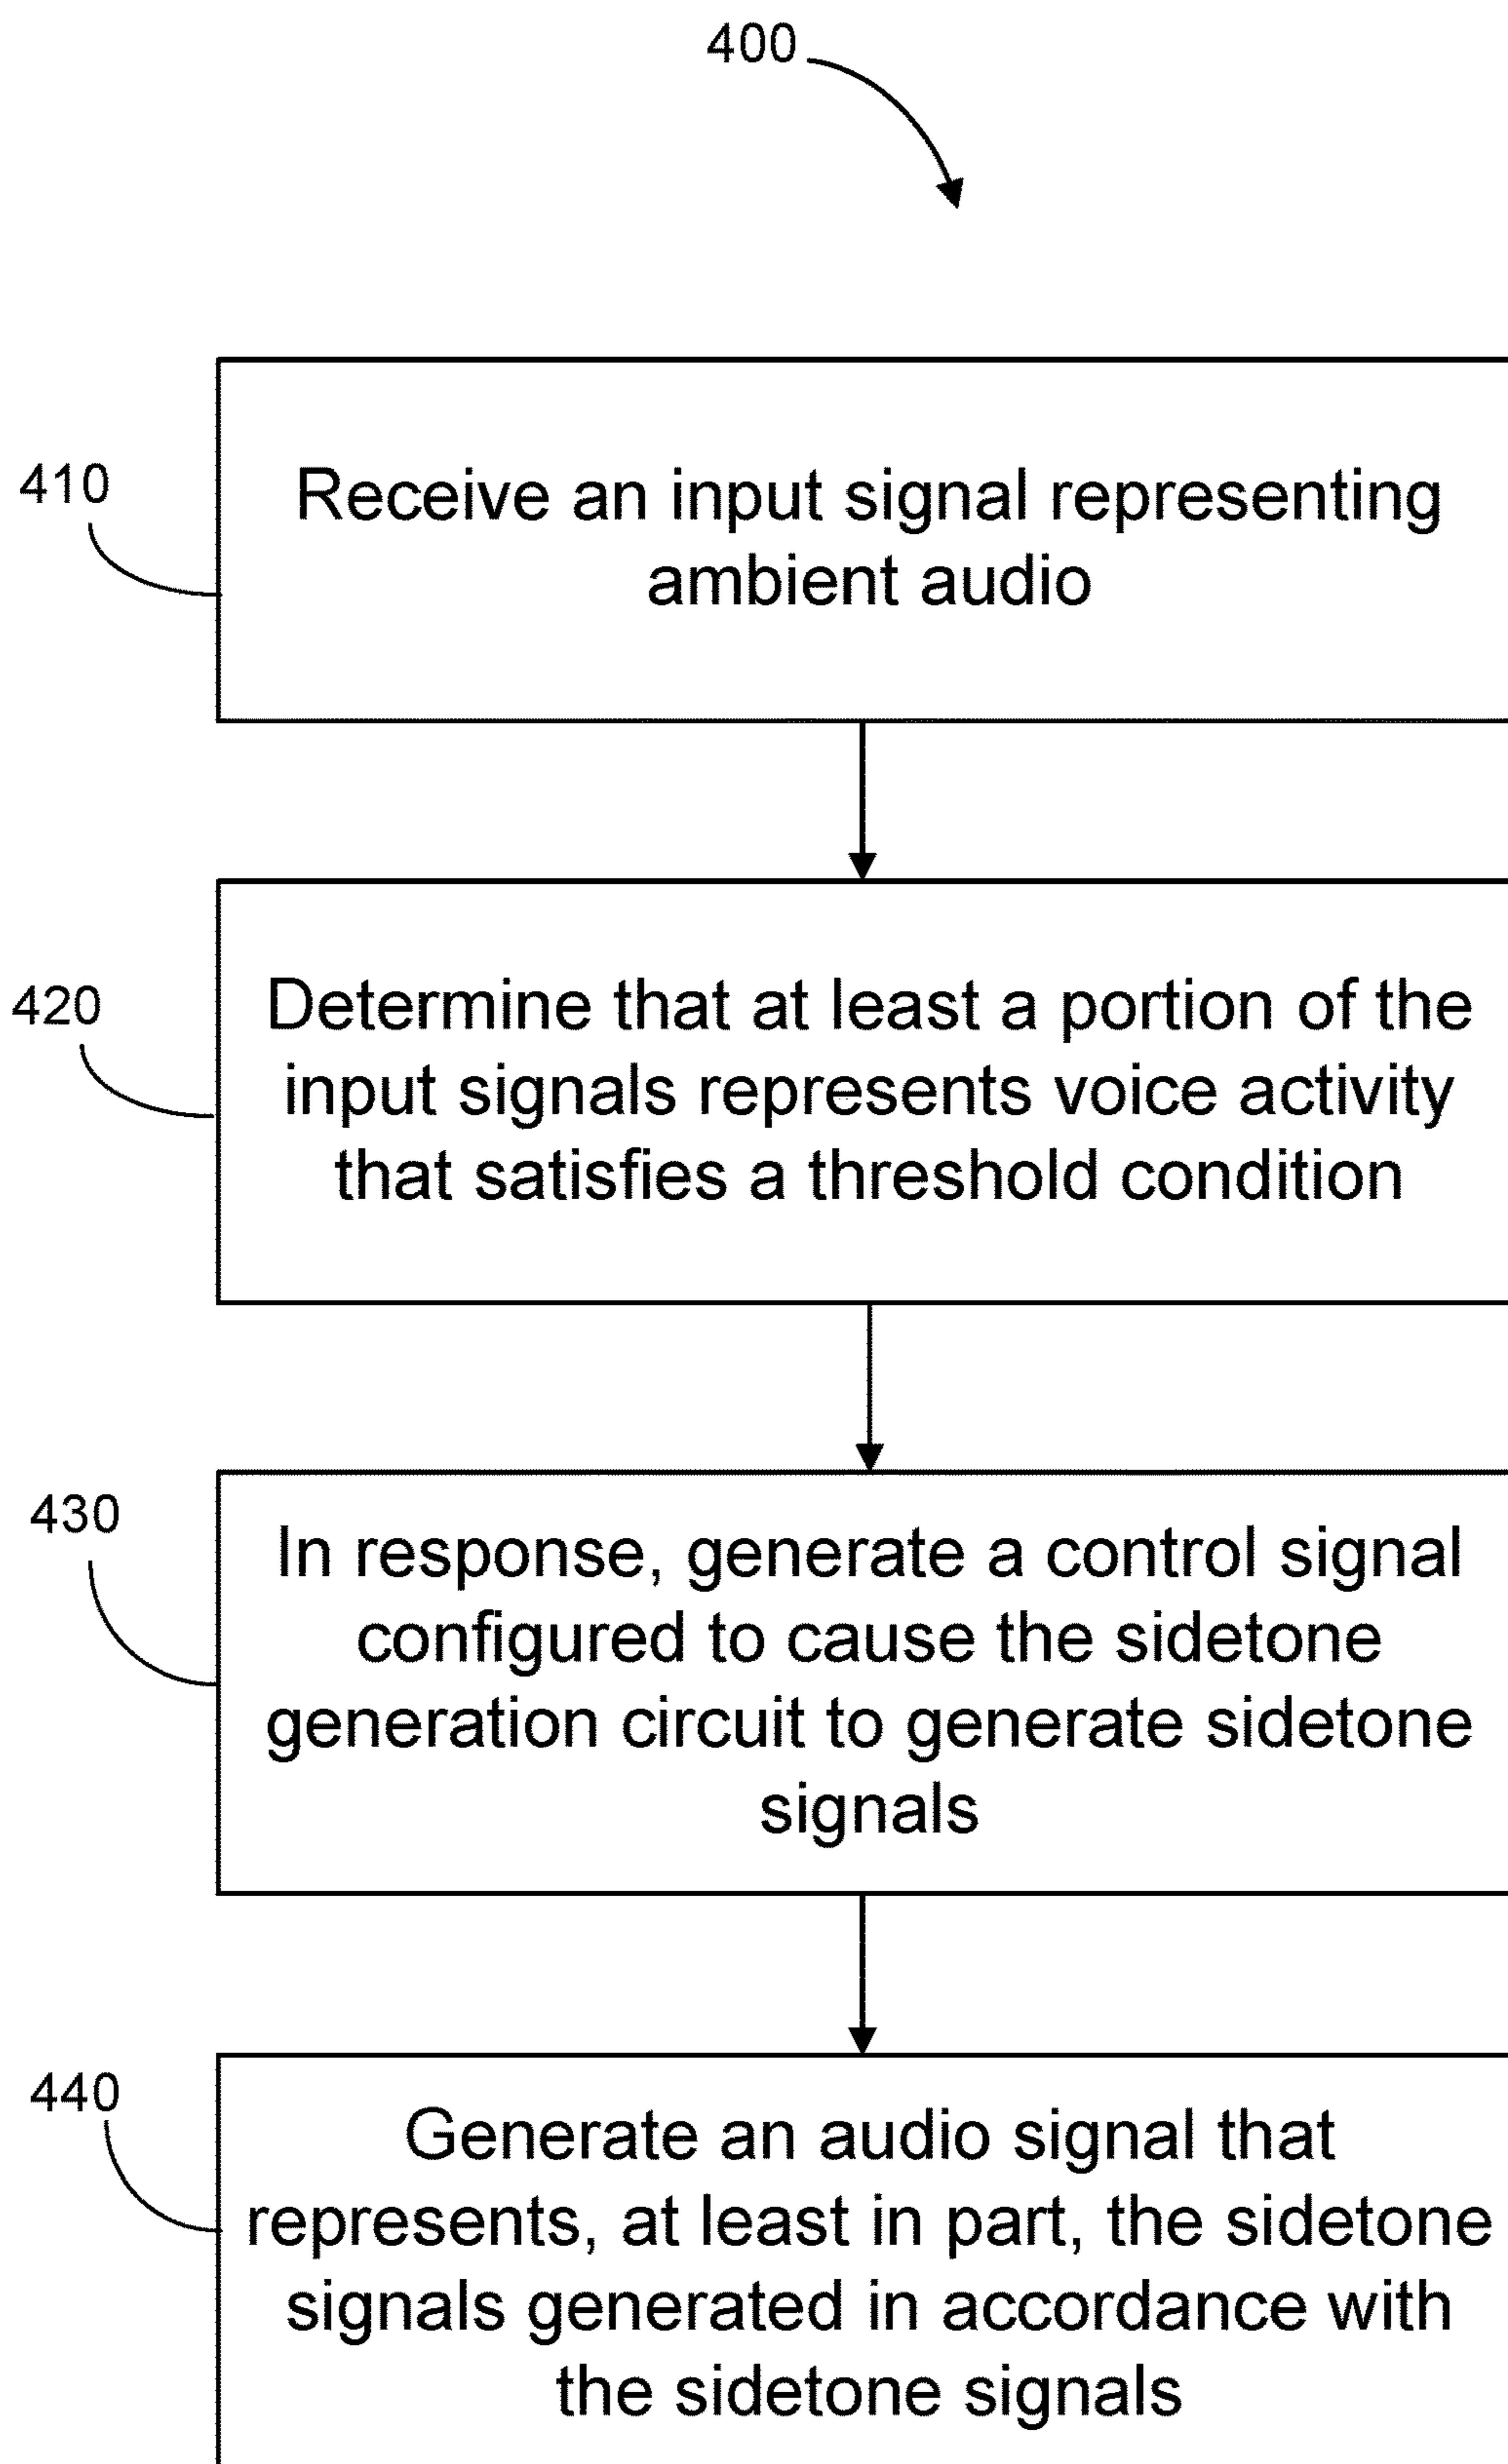 400
410
Receive an input signal representing
ambient audio
420
Determine that at least a portion of the
input signals represents voice activity
that satisfies a threshold condition
430
In response, generate a control signal
configured to cause the sidetone
generation circuit to generate sidetone
signals
440
Generate an audio signal that
represents, at least in part, the sidetone
signals generated in accordance with
the sidetone signals